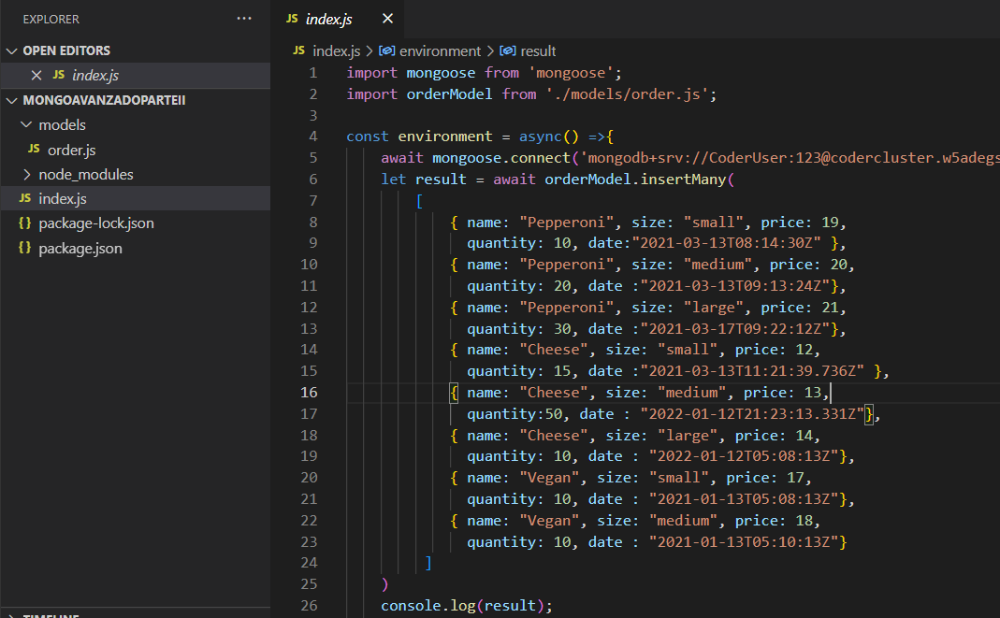 EXPLORER ...
OPEN EDITORS
JS index.js
MONGOAVANZADOPARTEII
models
JS order.js
node_modules
JS index.js
{} package-lock.json
{} package.json
TIMELINE
JS index.js
JS index.js > environment > result
1 import mongoose from 'mongoose';
2 import orderModel from './models/order.js';
3
4 const environment = async() =>{
5 await mongoose.connect('mongodb+srv://CoderUser:123@codercluster.w5adegs
6 let result = await orderModel.insertMany(
7 [
8 { name: "Pepperoni", size: "small", price: 19,
9 quantity: 10, date:"2021-03-13T08:14:30Z" },
10 { name: "Pepperoni", size: "medium", price: 20,
11 quantity: 20, date :"2021-03-13T09:13:24Z"},
12 { name: "Pepperoni", size: "large", price: 21,
13 quantity: 30, date :"2021-03-17T09:22:12Z"},
14 { name: "Cheese", size: "small", price: 12,
15 quantity: 15, date :"2021-03-13T11:21:39.736Z" },
16 { name: "Cheese", size: "medium", price: 13,
17 quantity:50, date : "2022-01-12T21:23:13.331Z"},
18 { name: "Cheese", size: "large", price: 14,
19 quantity: 10, date : "2022-01-12T05:08:13Z"},
20 { name: "Vegan", size: "small", price: 17,
21 quantity: 10, date : "2021-01-13T05:08:13Z"},
22 { name: "Vegan", size: "medium", price: 18,
23 quantity: 10, date : "2021-01-13T05:10:13Z"}
24 ]
25 )
26 console.log(result);